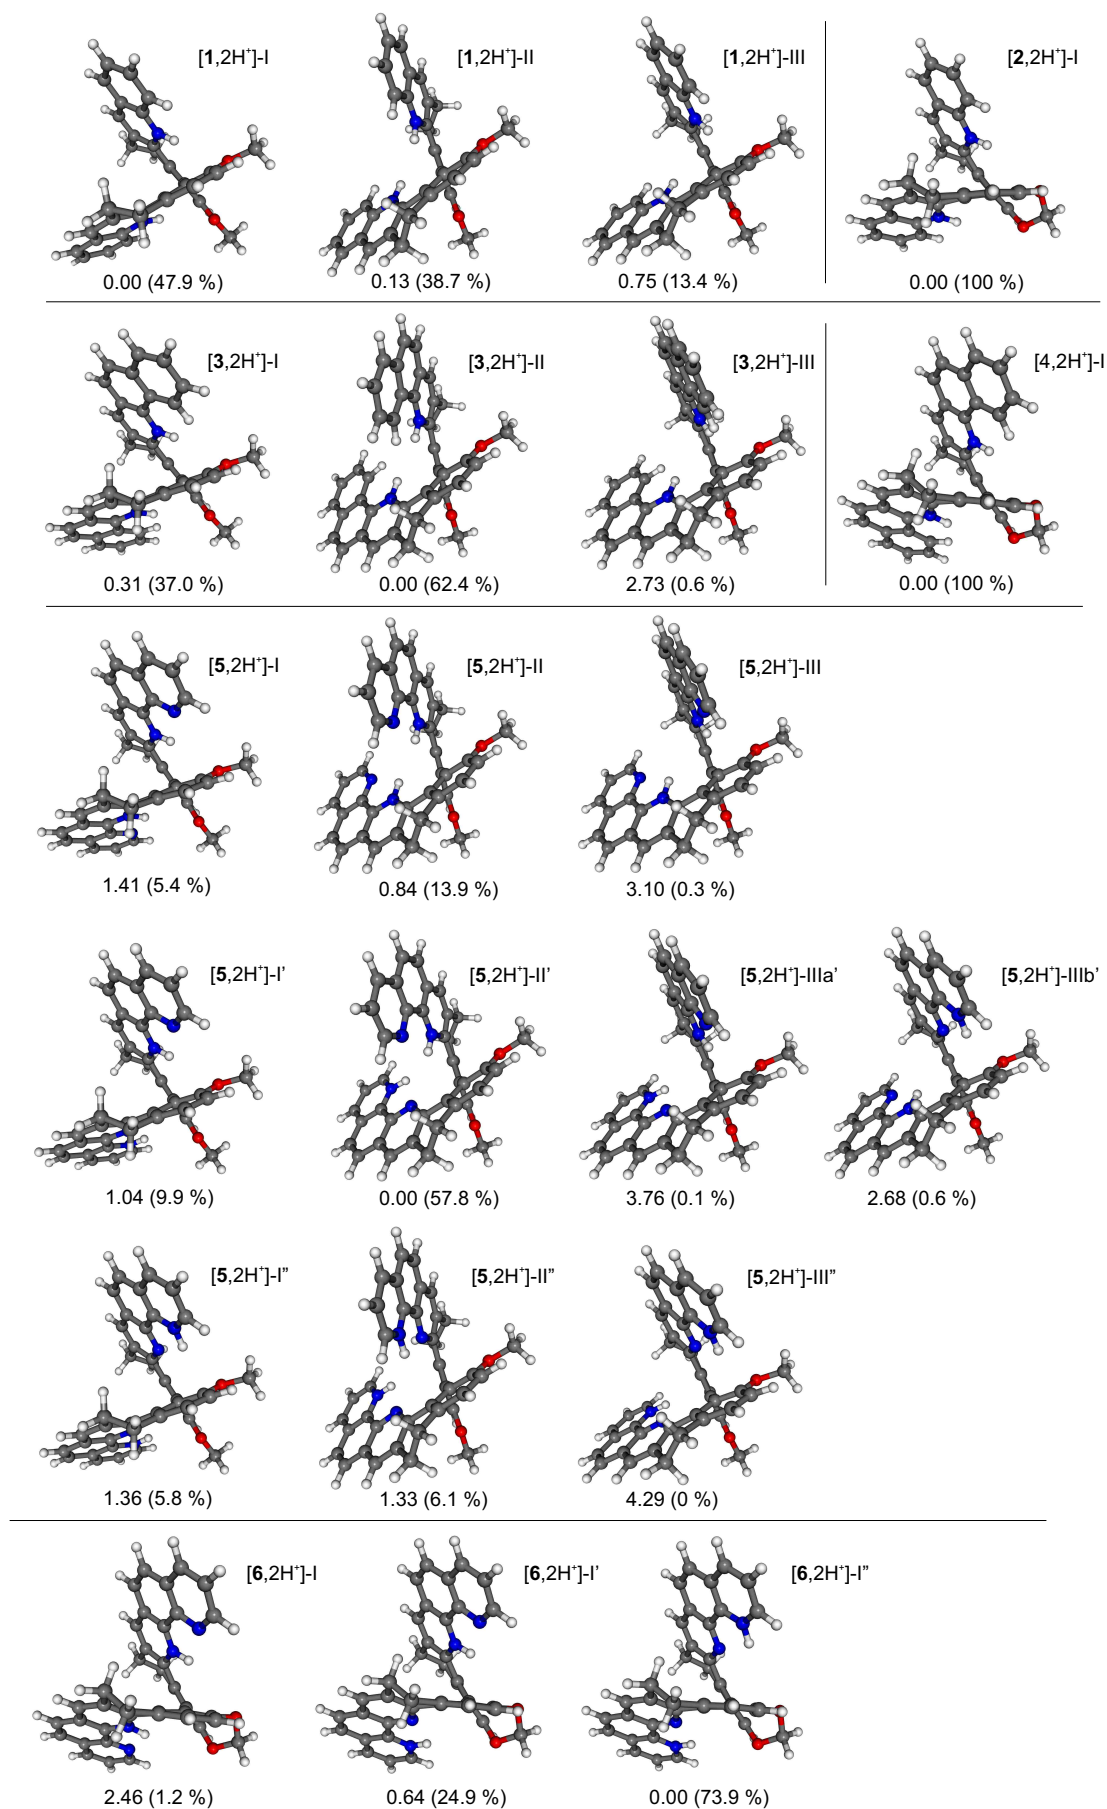 [1,2H⁺]-I [1,2H⁺]-II [1,2H⁺]-III [2,2H⁺]-I
0.00 (47.9 %) 0.13 (38.7 %) 0.75 (13.4 %) 0.00 (100 %)
[3,2H⁺]-I [3,2H⁺]-II [3,2H⁺]-III [4,2H⁺]-I
0.31 (37.0 %) 0.00 (62.4 %) 2.73 (0.6 %) 0.00 (100 %)
[5,2H⁺]-I [5,2H⁺]-II [5,2H⁺]-III
1.41 (5.4 %) 0.84 (13.9 %) 3.10 (0.3 %)
[5,2H⁺]-I’ [5,2H⁺]-II’ [5,2H⁺]-IIIa’ [5,2H⁺]-IIIb’
1.04 (9.9 %) 0.00 (57.8 %) 3.76 (0.1 %) 2.68 (0.6 %)
[5,2H⁺]-I” [5,2H⁺]-II” [5,2H⁺]-III”
1.36 (5.8 %) 1.33 (6.1 %) 4.29 (0 %)
[6,2H⁺]-I [6,2H⁺]-I’ [6,2H⁺]-I”
2.46 (1.2 %) 0.64 (24.9 %) 0.00 (73.9 %)